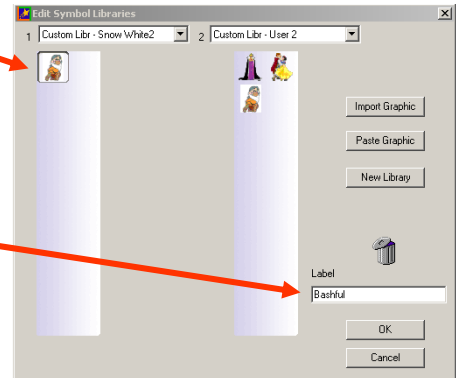 Edit Symbol Libraries
1 Custom Libr - Snow White2 2 Custom Libr - User 2
Import Graphic
Paste Graphic
New Library
Label
Bashful
OK
Cancel